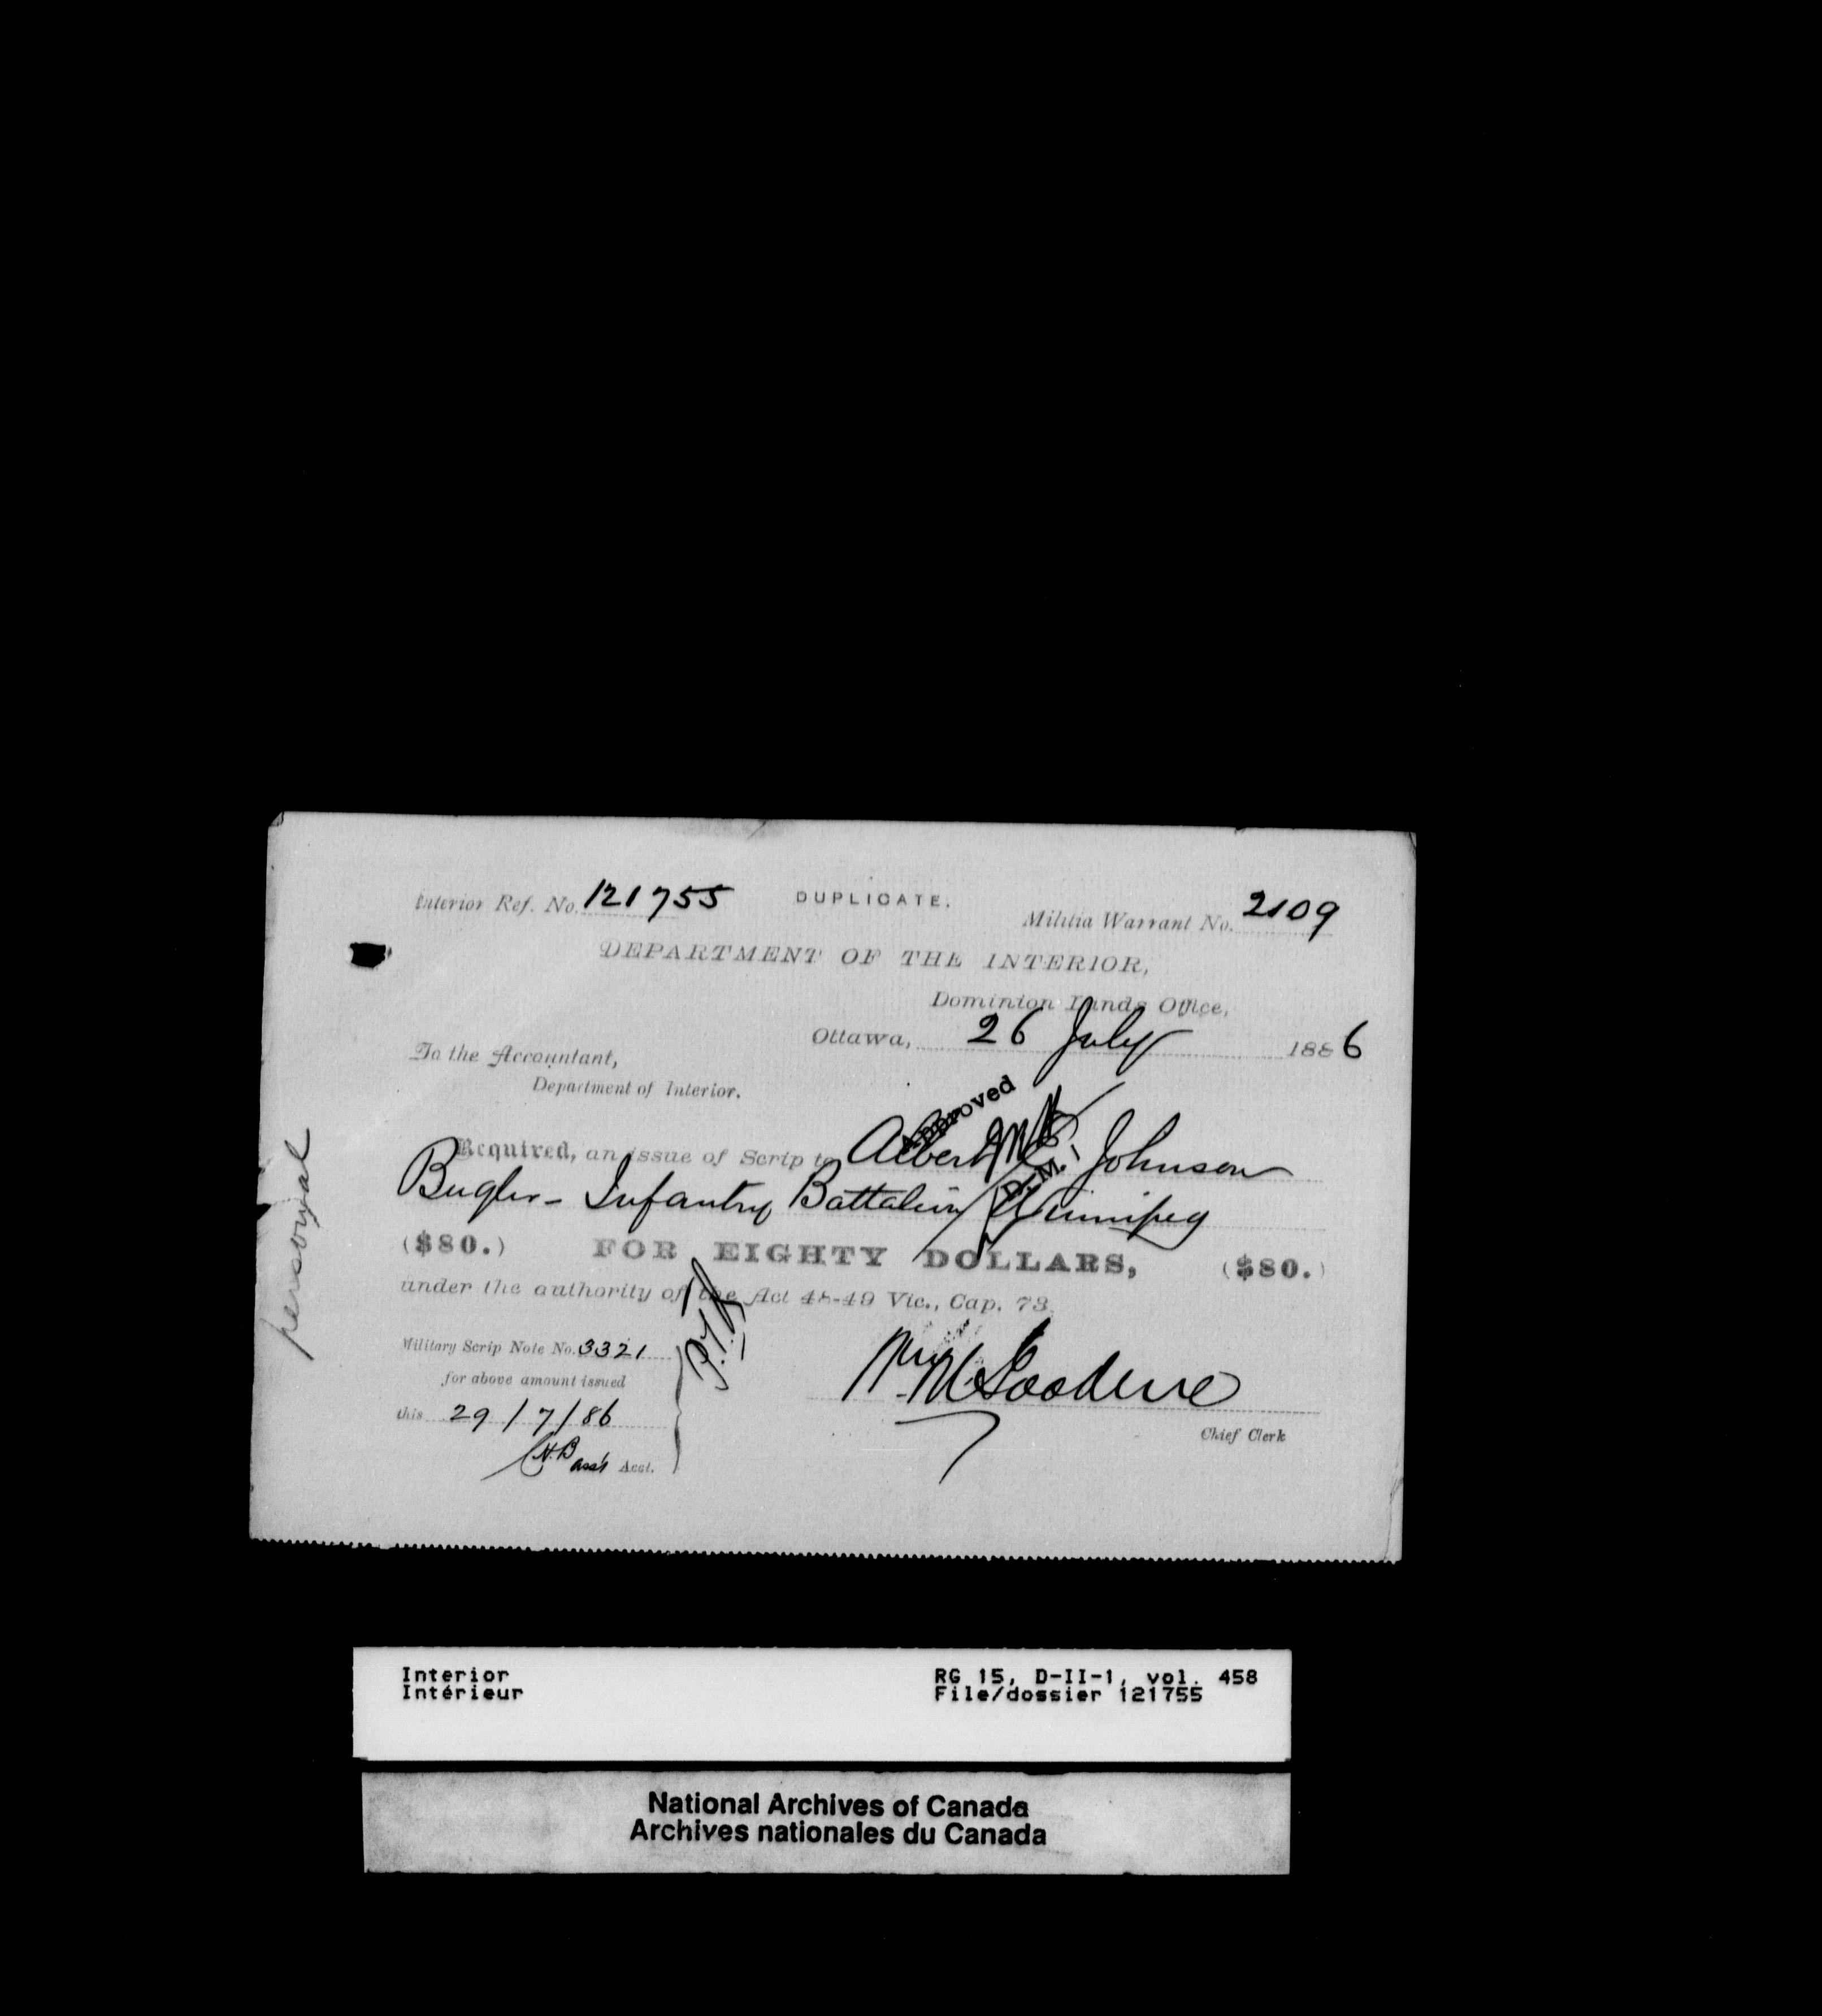 Interior Ref. No. 121755 DUPLICATE. Militia Warrant No. 2109
DEPARTMENT OF THE INTERIOR,
Dominion Lands Office,
Ottawa, 26 July 1886
To the Accountant,
Department of Interior.
Approved
Required, an issue of Scrip to Albert Johnson
Bugler - Infantry Battalion Winnipeg
($80.) FOR EIGHTY DOLLARS, ($80.)
under the authority of the Act 48-49 Vic., Cap. 73.
Military Scrip Note No. 3321
for above amount issued
this 29/7/86
Chief Clerk
Asst Acct.
personal
Interior RG 15, D-II-1, vol. 458
Intérieur File/dossier 121755
National Archives of Canada
Archives nationales du Canada